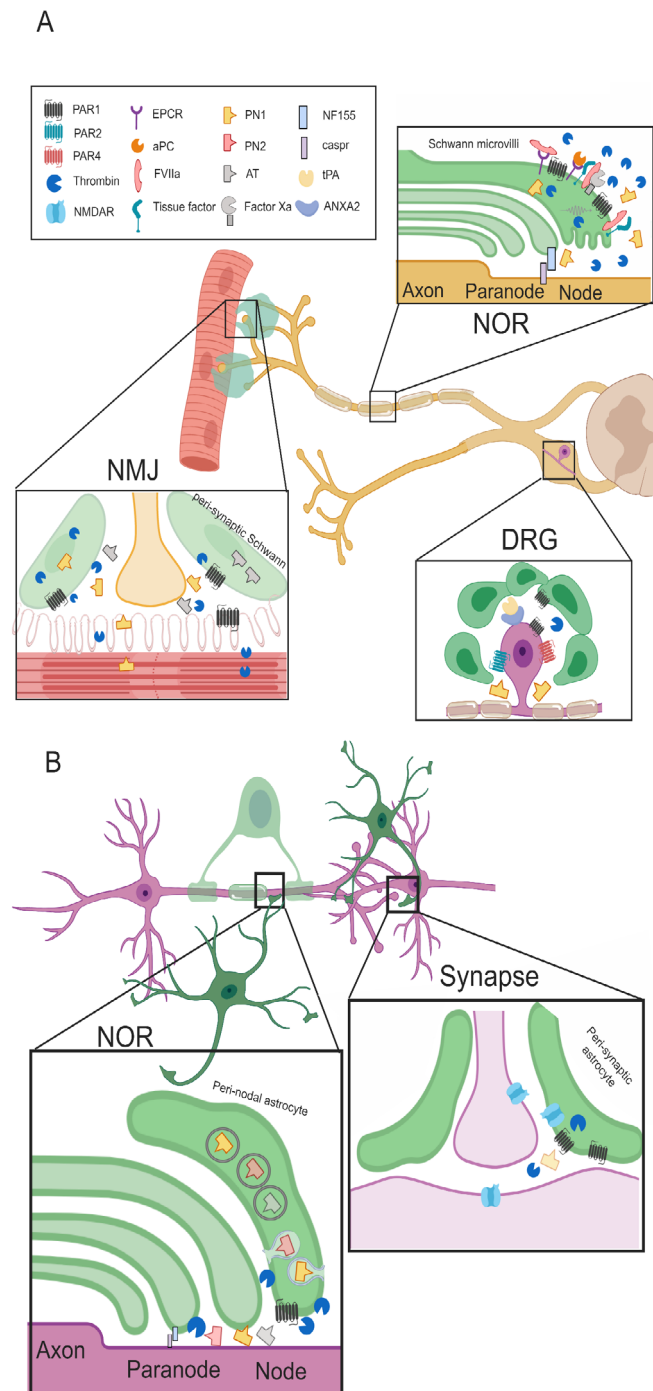 A
PAR1
PAR2
PAR4
Thrombin
NMDAR
EPCR
aPC
FVIIa
Tissue factor
PN1
PN2
AT
Factor Xa
NF155
caspr
tPA
ANXA2
Schwann microvilli
Axon Paranode Node
NOR
NMJ
peri-synaptic Schwann
DRG
B
Synapse
NOR
Peri-synaptic
astrocyte
Peri-nodal astrocyte
Axon
Paranode Node